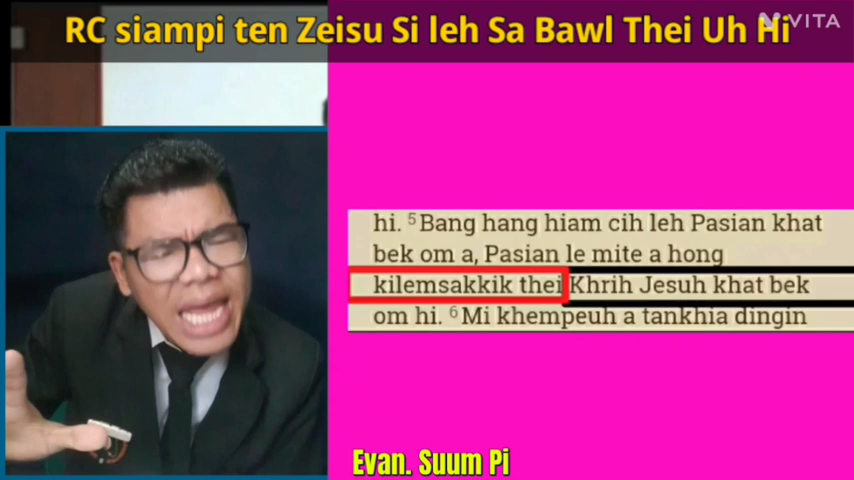 RC siampi ten Zeisu Si leh Sa Bawl Thei Uh Hi
VITA
hi. ⁵ Bang hang hiam cih leh Pasian khat
bek om a, Pasian le mite a hong
kilemsakkik thei Khrih Jesuh khat bek
om hi. ⁶ Mi khempeuh a tankhia dingin
Evan. Suum Pi